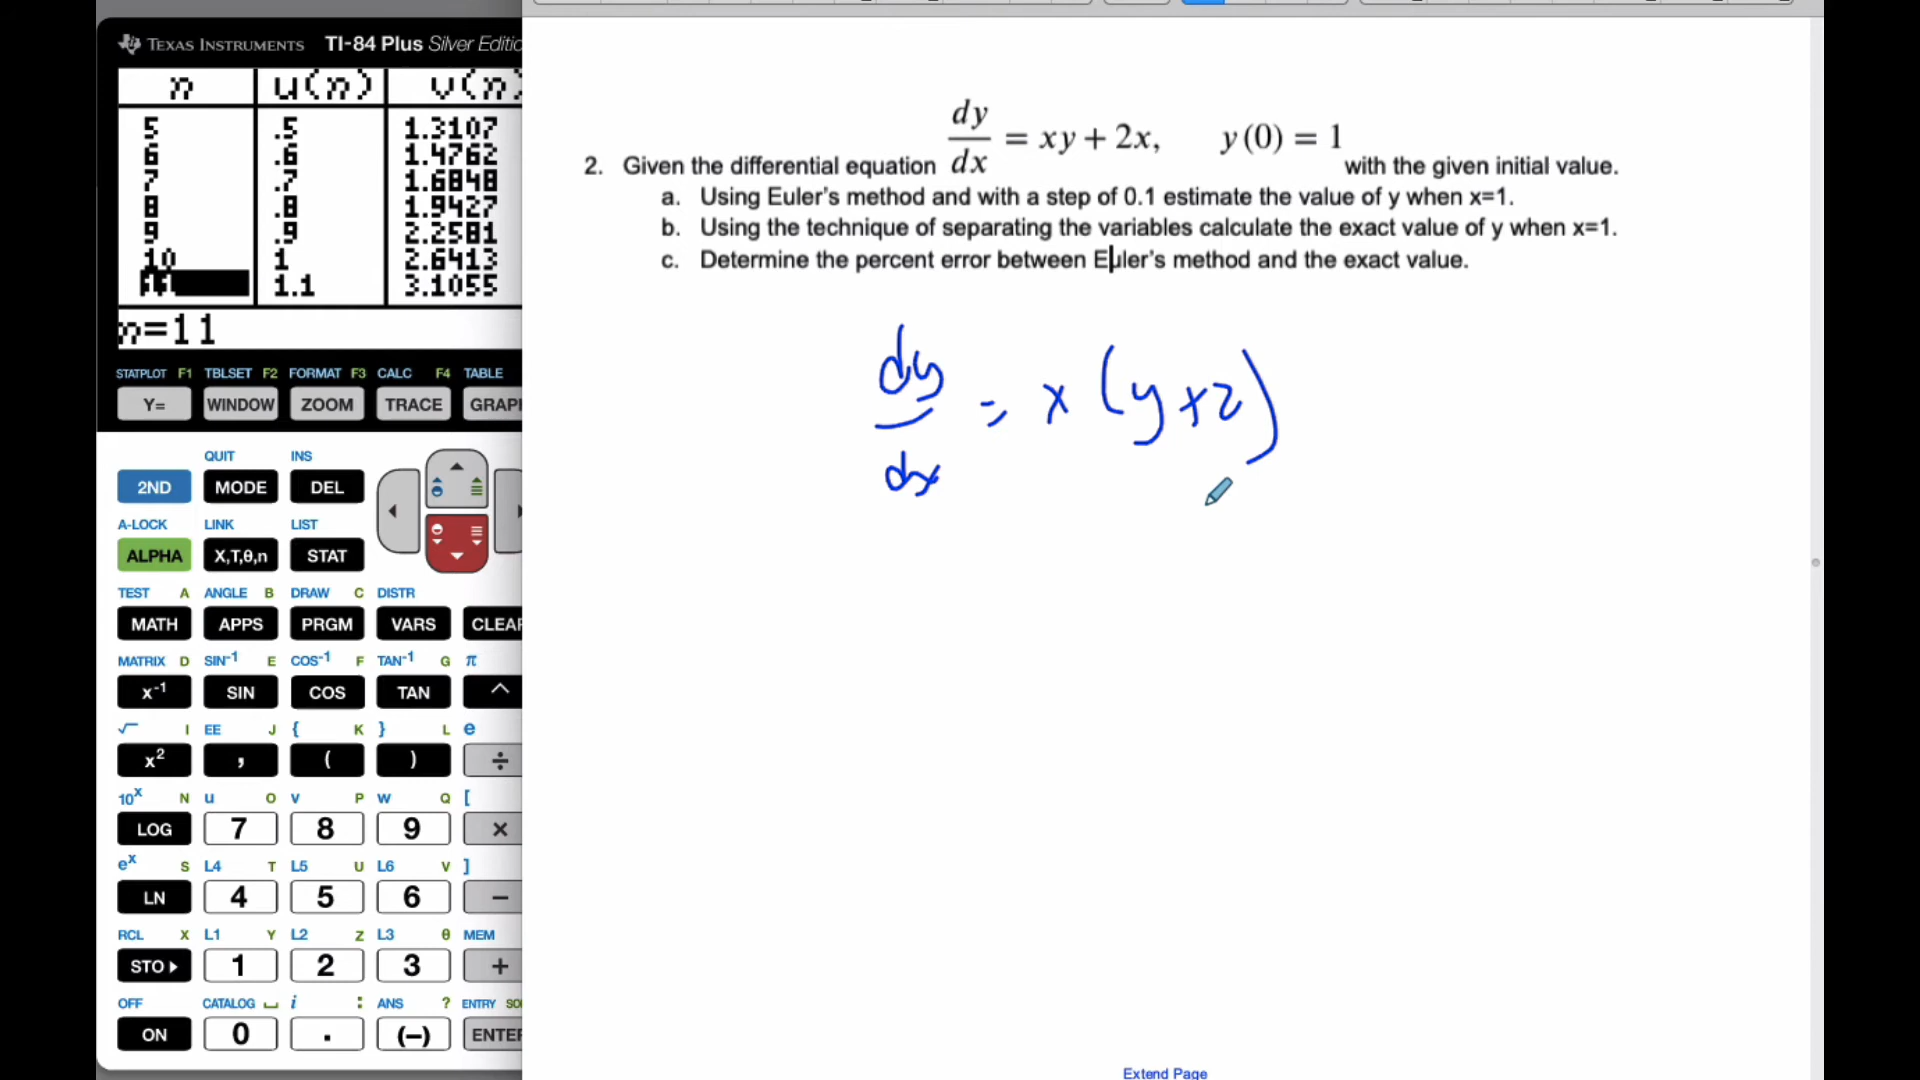 TEXAS INSTRUMENTS TI-84 Plus Silver Editio
n u(n) v(n)
5 .5 1.3107
6 .6 1.4762
7 .7 1.6848
8 .8 1.9427
9 .9 2.2581
10 1 2.6413
1.1 3.1055
n=11
STATPLOT F1 TBLSET F2 FORMAT F3 CALC F4 TABLE
Y= WINDOW ZOOM TRACE GRAP
QUIT INS
2ND MODE DEL
A-LOCK LINK LIST
ALPHA X,T,θ,n STAT
TEST A ANGLE B DRAW C DISTR
MATH APPS PRGM VARS CLEA
MATRIX D SIN⁻¹ E COS⁻¹ F TAN⁻¹ G π
x⁻¹ SIN COS TAN ^
√ I EE J { K } L e
x² , ( ) ÷
10ˣ N u O v P w Q [
LOG 7 8 9 ×
eˣ S L4 T L5 U L6 V ]
LN 4 5 6 −
RCL X L1 Y L2 Z L3 θ MEM
STO▸ 1 2 3 +
OFF CATALOG ⎵ i : ANS ? ENTRY SO
ON 0 . (−) ENTE
2. Given the differential equation dy/dx = xy + 2x, y(0) = 1 with the given initial value.
a. Using Euler’s method and with a step of 0.1 estimate the value of y when x=1.
b. Using the technique of separating the variables calculate the exact value of y when x=1.
c. Determine the percent error between Euler’s method and the exact value.
dy/dx = x(y+2)
Extend Page